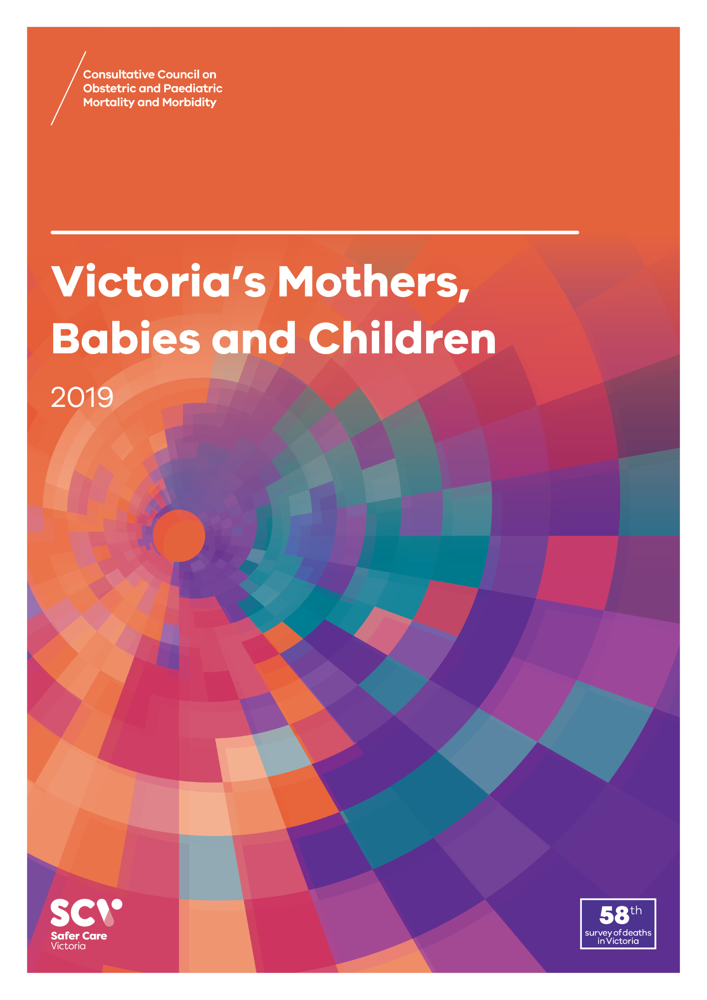 Consultative Council on
Obstetric and Paediatric
Mortality and Morbidity
Victoria's Mothers,
Babies and Children
2019
SCV
Safer Care
Victoria
58th
survey of deaths
in Victoria